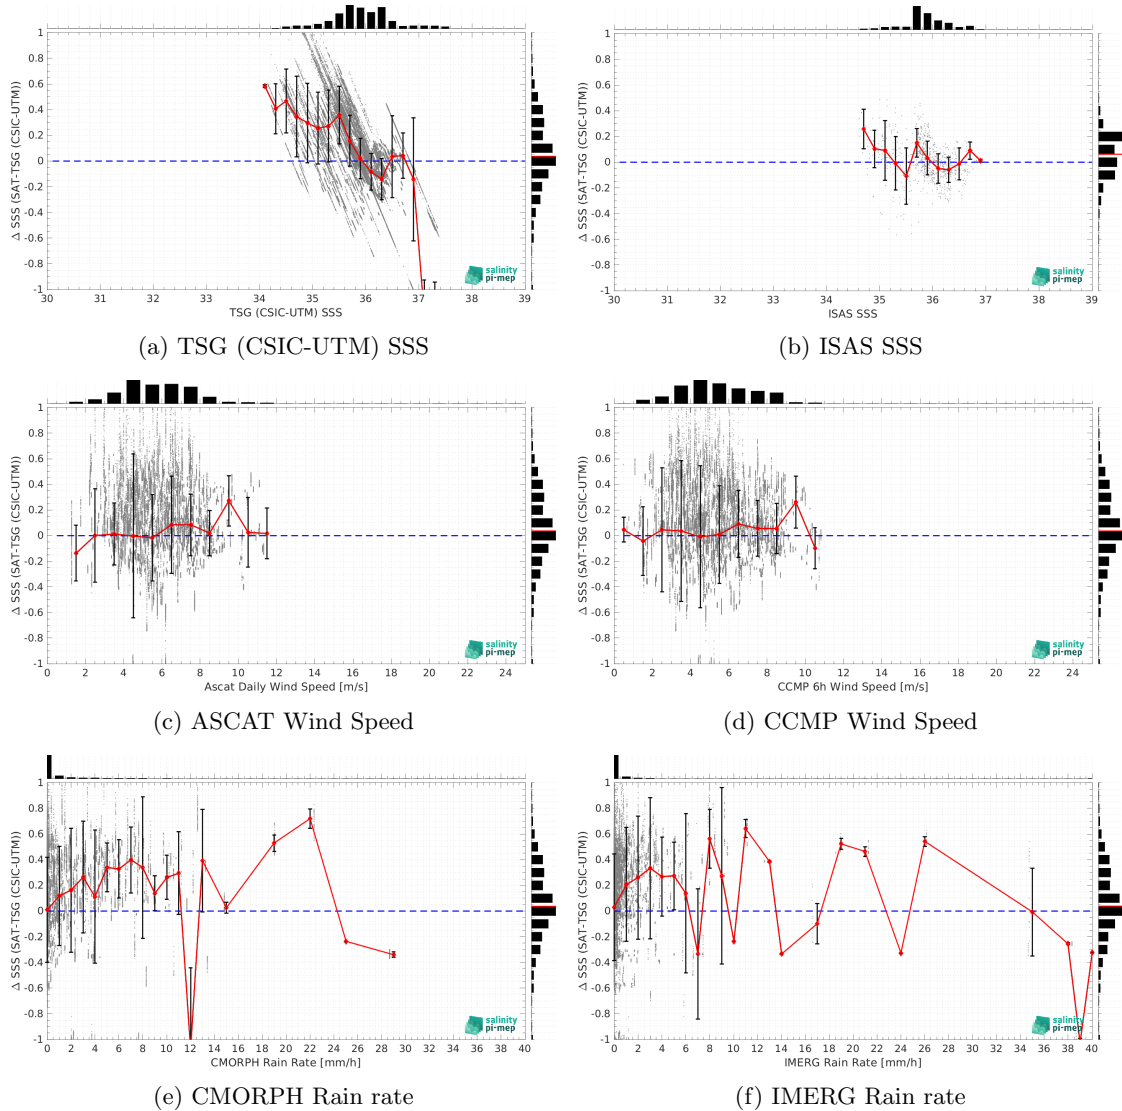 1
0.8
0.6
0.4
0.2
0
-0.2
-0.4
-0.6
-0.8
-1
Δ SSS (SAT-TSG (CSIC-UTM))
30 31 32 33 34 35 36 37 38 39
TSG (CSIC-UTM) SSS
salinity
pi-mep
(a) TSG (CSIC-UTM) SSS
1
0.8
0.6
0.4
0.2
0
-0.2
-0.4
-0.6
-0.8
-1
Δ SSS (SAT-TSG (CSIC-UTM))
30 31 32 33 34 35 36 37 38 39
ISAS SSS
salinity
pi-mep
(b) ISAS SSS
1
0.8
0.6
0.4
0.2
0
-0.2
-0.4
-0.6
-0.8
-1
Δ SSS (SAT-TSG (CSIC-UTM))
0 2 4 6 8 10 12 14 16 18 20 22 24
Ascat Daily Wind Speed [m/s]
salinity
pi-mep
(c) ASCAT Wind Speed
1
0.8
0.6
0.4
0.2
0
-0.2
-0.4
-0.6
-0.8
-1
Δ SSS (SAT-TSG (CSIC-UTM))
0 2 4 6 8 10 12 14 16 18 20 22 24
CCMP 6h Wind Speed [m/s]
salinity
pi-mep
(d) CCMP Wind Speed
1
0.8
0.6
0.4
0.2
0
-0.2
-0.4
-0.6
-0.8
-1
Δ SSS (SAT-TSG (CSIC-UTM))
0 2 4 6 8 10 12 14 16 18 20 22 24 26 28 30 32 34 36 38 40
CMORPH Rain Rate [mm/h]
salinity
pi-mep
(e) CMORPH Rain rate
1
0.8
0.6
0.4
0.2
0
-0.2
-0.4
-0.6
-0.8
-1
Δ SSS (SAT-TSG (CSIC-UTM))
0 2 4 6 8 10 12 14 16 18 20 22 24 26 28 30 32 34 36 38 40
IMERG Rain Rate [mm/h]
salinity
pi-mep
(f) IMERG Rain rate